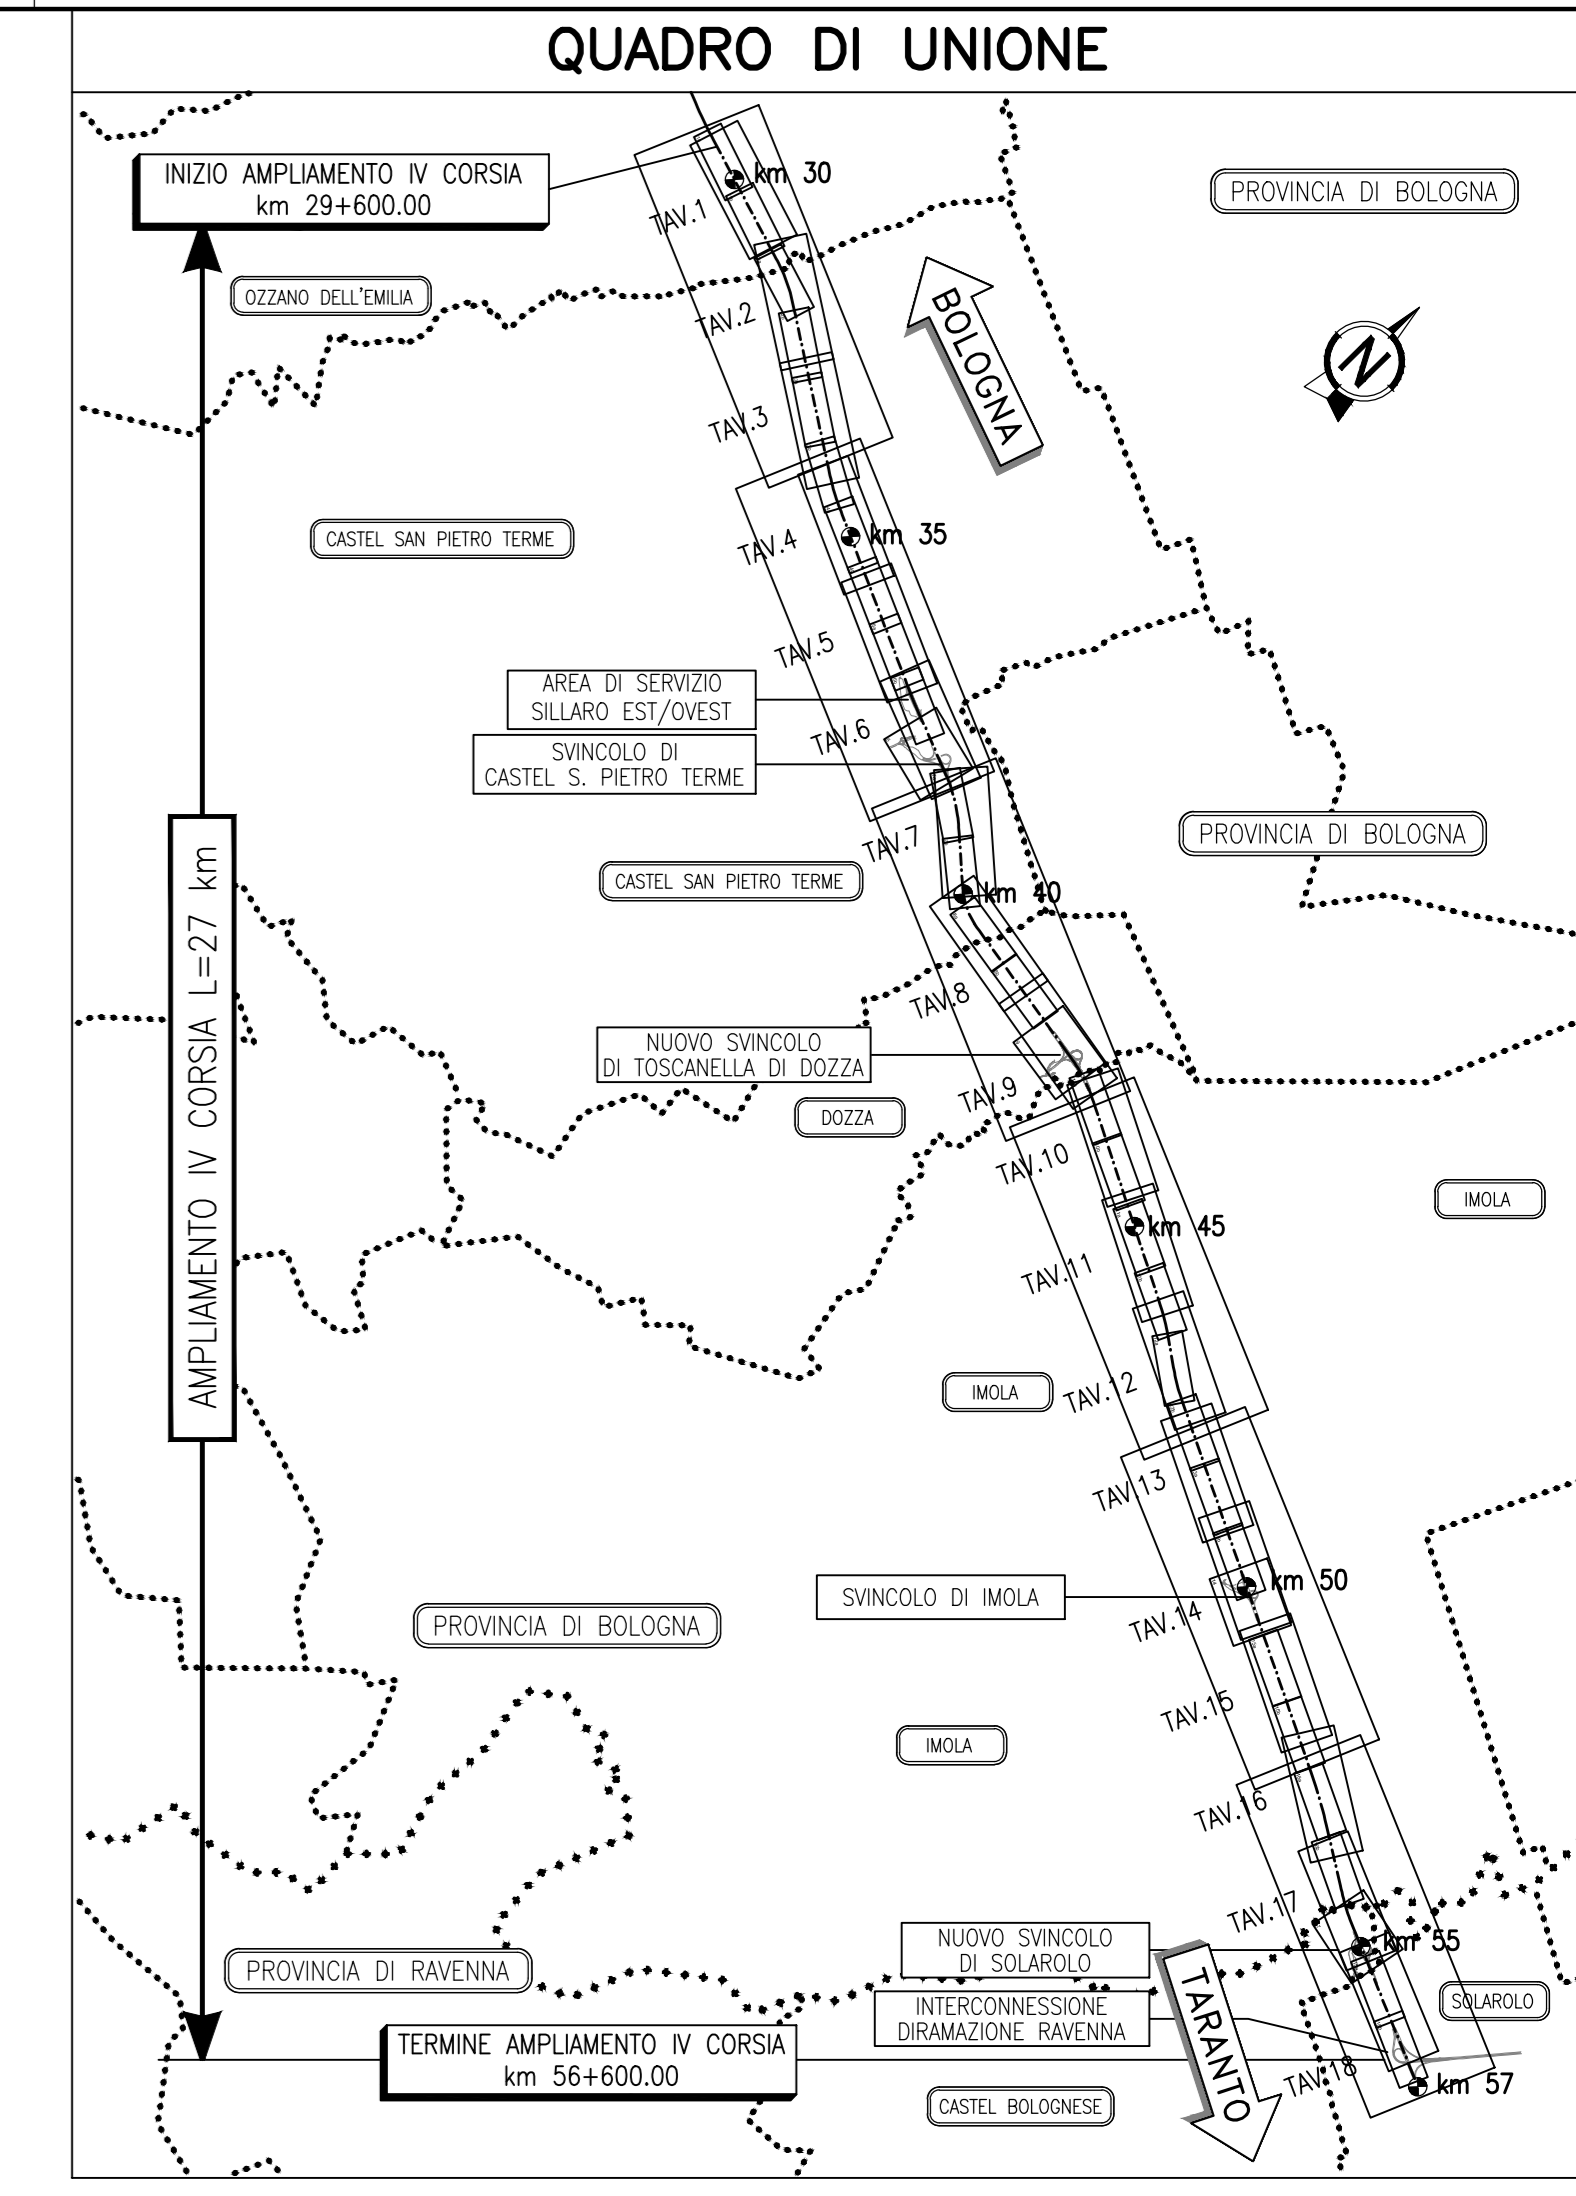 QUADRO DI UNIONE
INIZIO AMPLIAMENTO IV CORSIA
km 29+600.00
km 30
PROVINCIA DI BOLOGNA
TAV.1
OZZANO DELL'EMILIA
TAV.2
BOLOGNA
N
TAV.3
CASTEL SAN PIETRO TERME
TAV.4
km 35
TAV.5
AREA DI SERVIZIO
SILLARO EST/OVEST
TAV.6
SVINCOLO DI
CASTEL S. PIETRO TERME
PROVINCIA DI BOLOGNA
TAV.7
CASTEL SAN PIETRO TERME
km 40
AMPLIAMENTO IV CORSIA L=27 km
TAV.8
NUOVO SVINCOLO
DI TOSCANELLA DI DOZZA
TAV.9
DOZZA
TAV.10
IMOLA
km 45
TAV.11
IMOLA
TAV.12
TAV.13
SVINCOLO DI IMOLA
km 50
TAV.14
PROVINCIA DI BOLOGNA
TAV.15
IMOLA
TAV.16
TAV.17
NUOVO SVINCOLO
DI SOLAROLO
km 55
PROVINCIA DI RAVENNA
TARANTO
SOLAROLO
INTERCONNESSIONE
DIRAMAZIONE RAVENNA
TERMINE AMPLIAMENTO IV CORSIA
km 56+600.00
TAV.18
km 57
CASTEL BOLOGNESE